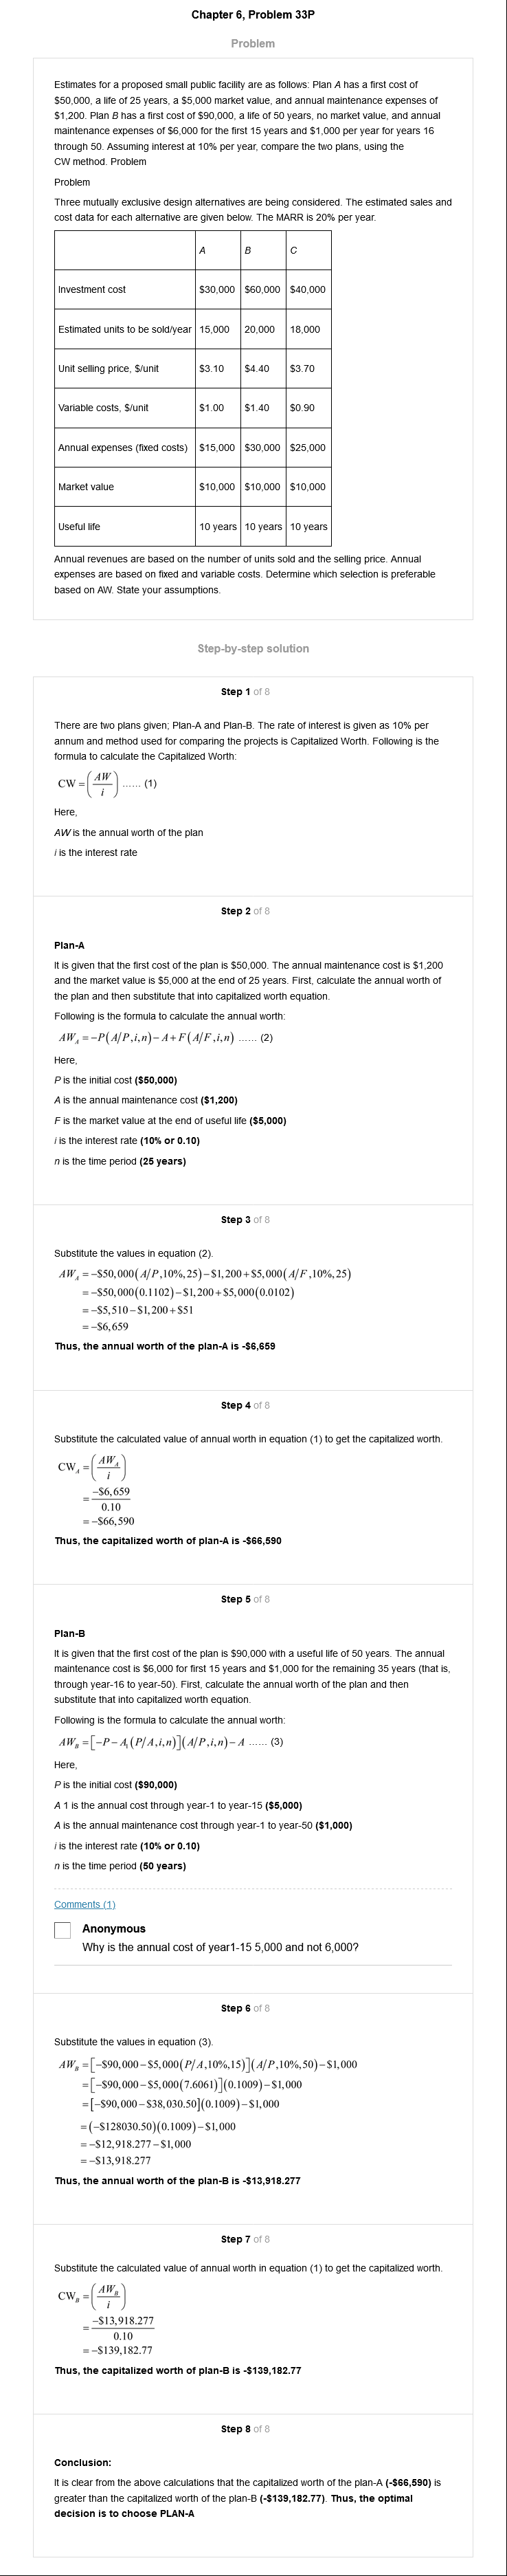 Chapter 6, Problem 33P
Problem
Estimates for a proposed small public facility are as follows: Plan A has a first cost of
$50,000, a life of 25 years, a $5,000 market value, and annual maintenance expenses of
$1,200. Plan B has a first cost of $90,000, a life of 50 years, no market value, and annual
maintenance expenses of $6,000 for the first 15 years and $1,000 per year for years 16
through 50. Assuming interest at 10% per year, compare the two plans, using the
CW method. Problem
Problem
Three mutually exclusive design alternatives are being considered. The estimated sales and
cost data for each alternative are given below. The MARR is 20% per year.
A B C
Investment cost $30,000 $60,000 $40,000
Estimated units to be sold/year 15,000 20,000 18,000
Unit selling price, $/unit $3.10 $4.40 $3.70
Variable costs, $/unit $1.00 $1.40 $0.90
Annual expenses (fixed costs) $15,000 $30,000 $25,000
Market value $10,000 $10,000 $10,000
Useful life 10 years 10 years 10 years
Annual revenues are based on the number of units sold and the selling price. Annual
expenses are based on fixed and variable costs. Determine which selection is preferable
based on AW. State your assumptions.
Step-by-step solution
Step 1 of 8
There are two plans given; Plan-A and Plan-B. The rate of interest is given as 10% per
annum and method used for comparing the projects is Capitalized Worth. Following is the
formula to calculate the Capitalized Worth:
CW = (AW/i) ...... (1)
Here,
AW is the annual worth of the plan
i is the interest rate
Step 2 of 8
Plan-A
It is given that the first cost of the plan is $50,000. The annual maintenance cost is $1,200
and the market value is $5,000 at the end of 25 years. First, calculate the annual worth of
the plan and then substitute that into capitalized worth equation.
Following is the formula to calculate the annual worth:
AW_A = −P(A/P,i,n) − A + F(A/F,i,n) ...... (2)
Here,
P is the initial cost ($50,000)
A is the annual maintenance cost ($1,200)
F is the market value at the end of useful life ($5,000)
i is the interest rate (10% or 0.10)
n is the time period (25 years)
Step 3 of 8
Substitute the values in equation (2).
AW_A = −$50,000(A/P,10%,25) − $1,200 + $5,000(A/F,10%,25)
= −$50,000(0.1102) − $1,200 + $5,000(0.0102)
= −$5,510 − $1,200 + $51
= −$6,659
Thus, the annual worth of the plan-A is -$6,659
Step 4 of 8
Substitute the calculated value of annual worth in equation (1) to get the capitalized worth.
CW_A = (AW_A/i)
= −$6,659/0.10
= −$66,590
Thus, the capitalized worth of plan-A is -$66,590
Step 5 of 8
Plan-B
It is given that the first cost of the plan is $90,000 with a useful life of 50 years. The annual
maintenance cost is $6,000 for first 15 years and $1,000 for the remaining 35 years (that is,
through year-16 to year-50). First, calculate the annual worth of the plan and then
substitute that into capitalized worth equation.
Following is the formula to calculate the annual worth:
AW_B = [−P − A₁(P/A,i,n)](A/P,i,n) − A ...... (3)
Here,
P is the initial cost ($90,000)
A 1 is the annual cost through year-1 to year-15 ($5,000)
A is the annual maintenance cost through year-1 to year-50 ($1,000)
i is the interest rate (10% or 0.10)
n is the time period (50 years)
Comments (1)
Anonymous
Why is the annual cost of year1-15 5,000 and not 6,000?
Step 6 of 8
Substitute the values in equation (3).
AW_B = [−$90,000 − $5,000(P/A,10%,15)](A/P,10%,50) − $1,000
= [−$90,000 − $5,000(7.6061)](0.1009) − $1,000
= [−$90,000 − $38,030.50](0.1009) − $1,000
= (−$128030.50)(0.1009) − $1,000
= −$12,918.277 − $1,000
= −$13,918.277
Thus, the annual worth of the plan-B is -$13,918.277
Step 7 of 8
Substitute the calculated value of annual worth in equation (1) to get the capitalized worth.
CW_B = (AW_B/i)
= −$13,918.277/0.10
= −$139,182.77
Thus, the capitalized worth of plan-B is -$139,182.77
Step 8 of 8
Conclusion:
It is clear from the above calculations that the capitalized worth of the plan-A (-$66,590) is
greater than the capitalized worth of the plan-B (-$139,182.77). Thus, the optimal
decision is to choose PLAN-A